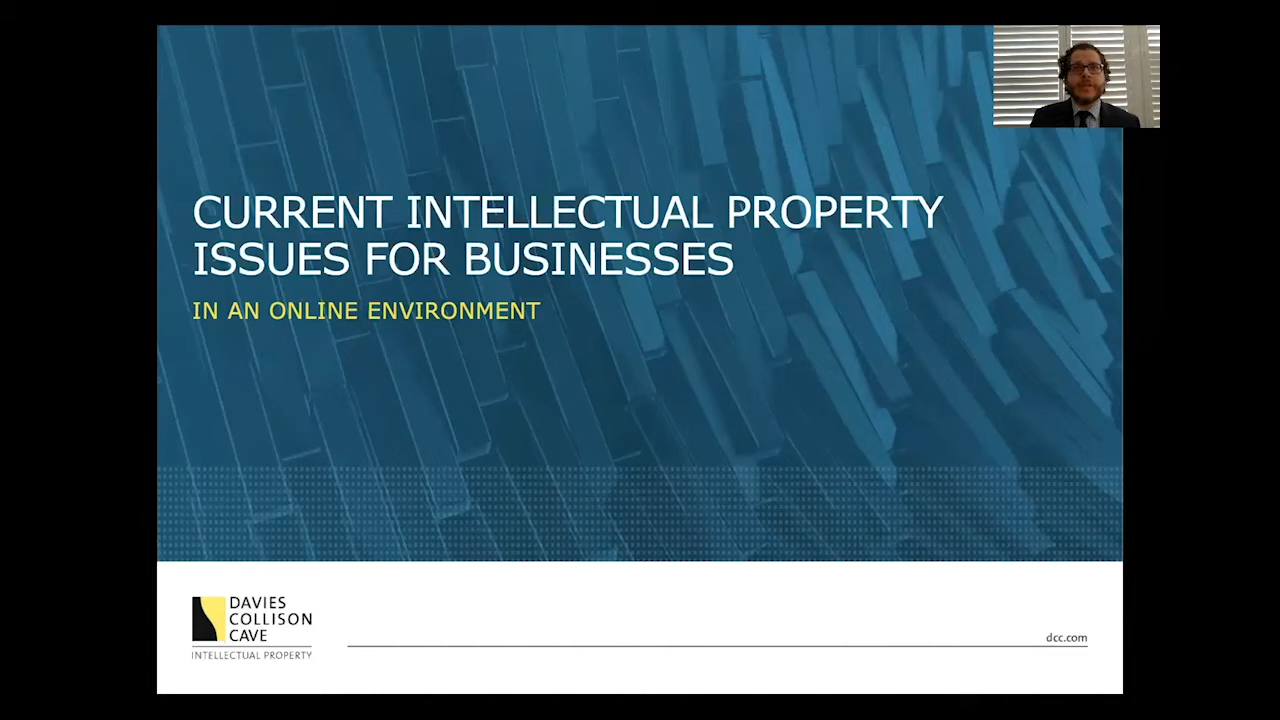 CURRENT INTELLECTUAL PROPERTY
ISSUES FOR BUSINESSES
IN AN ONLINE ENVIRONMENT
DAVIES
COLLISON
CAVE
INTELLECTUAL PROPERTY
dcc.com